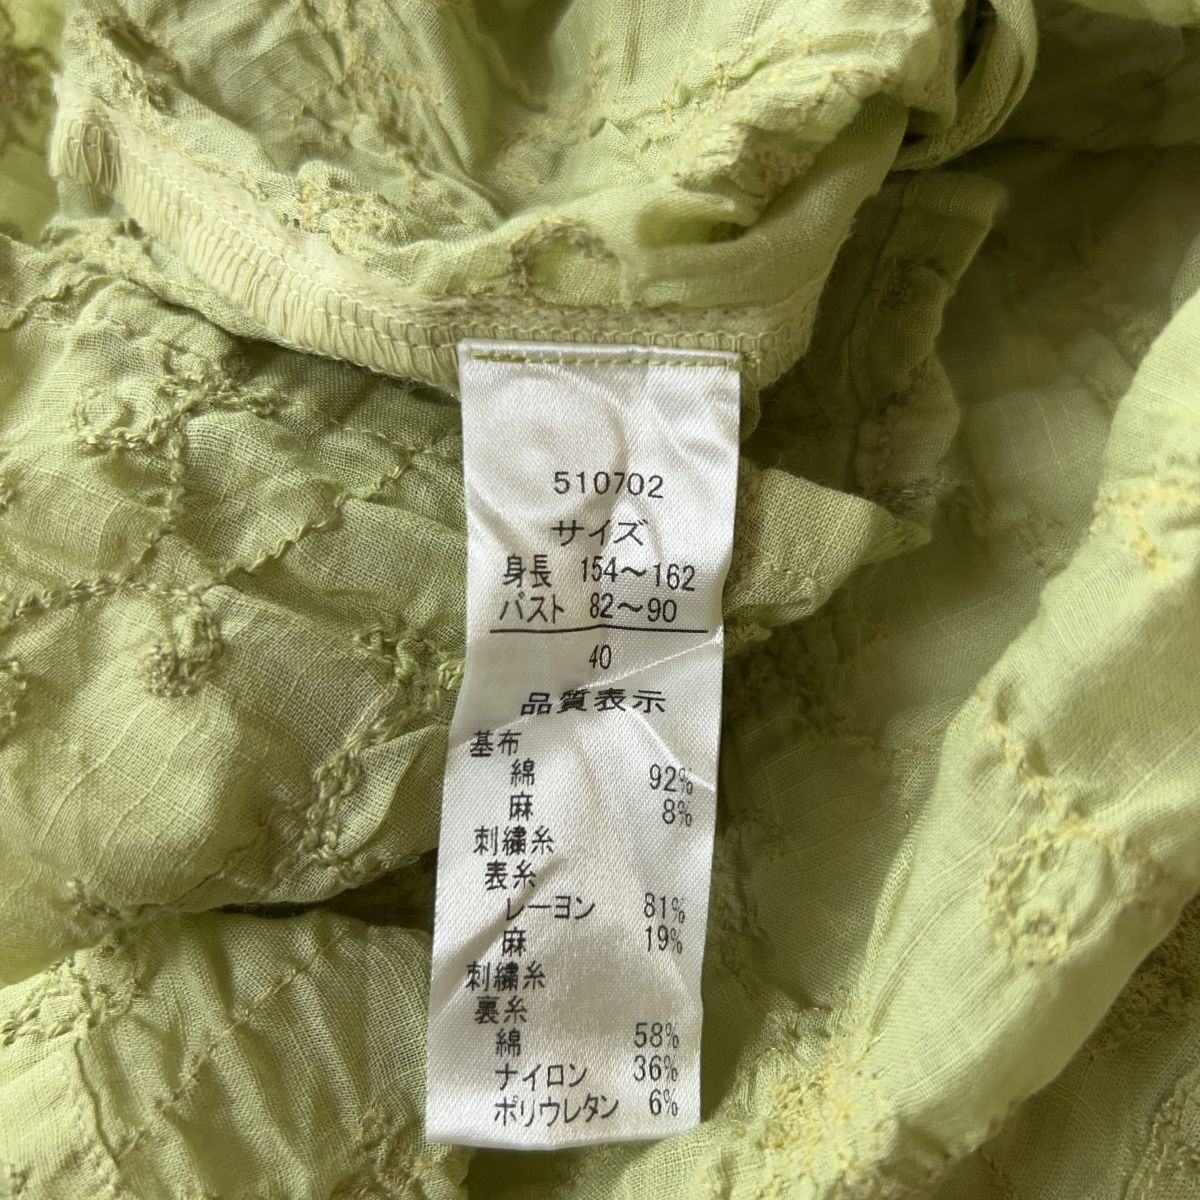 510702
サイズ
身長 154〜162
バスト 82〜90
40
品質表示
基布
綿 92%
麻 8%
刺繍糸
表糸
レーヨン 81%
麻 19%
刺繍糸
裏糸
綿 58%
ナイロン 36%
ポリウレタン 6%